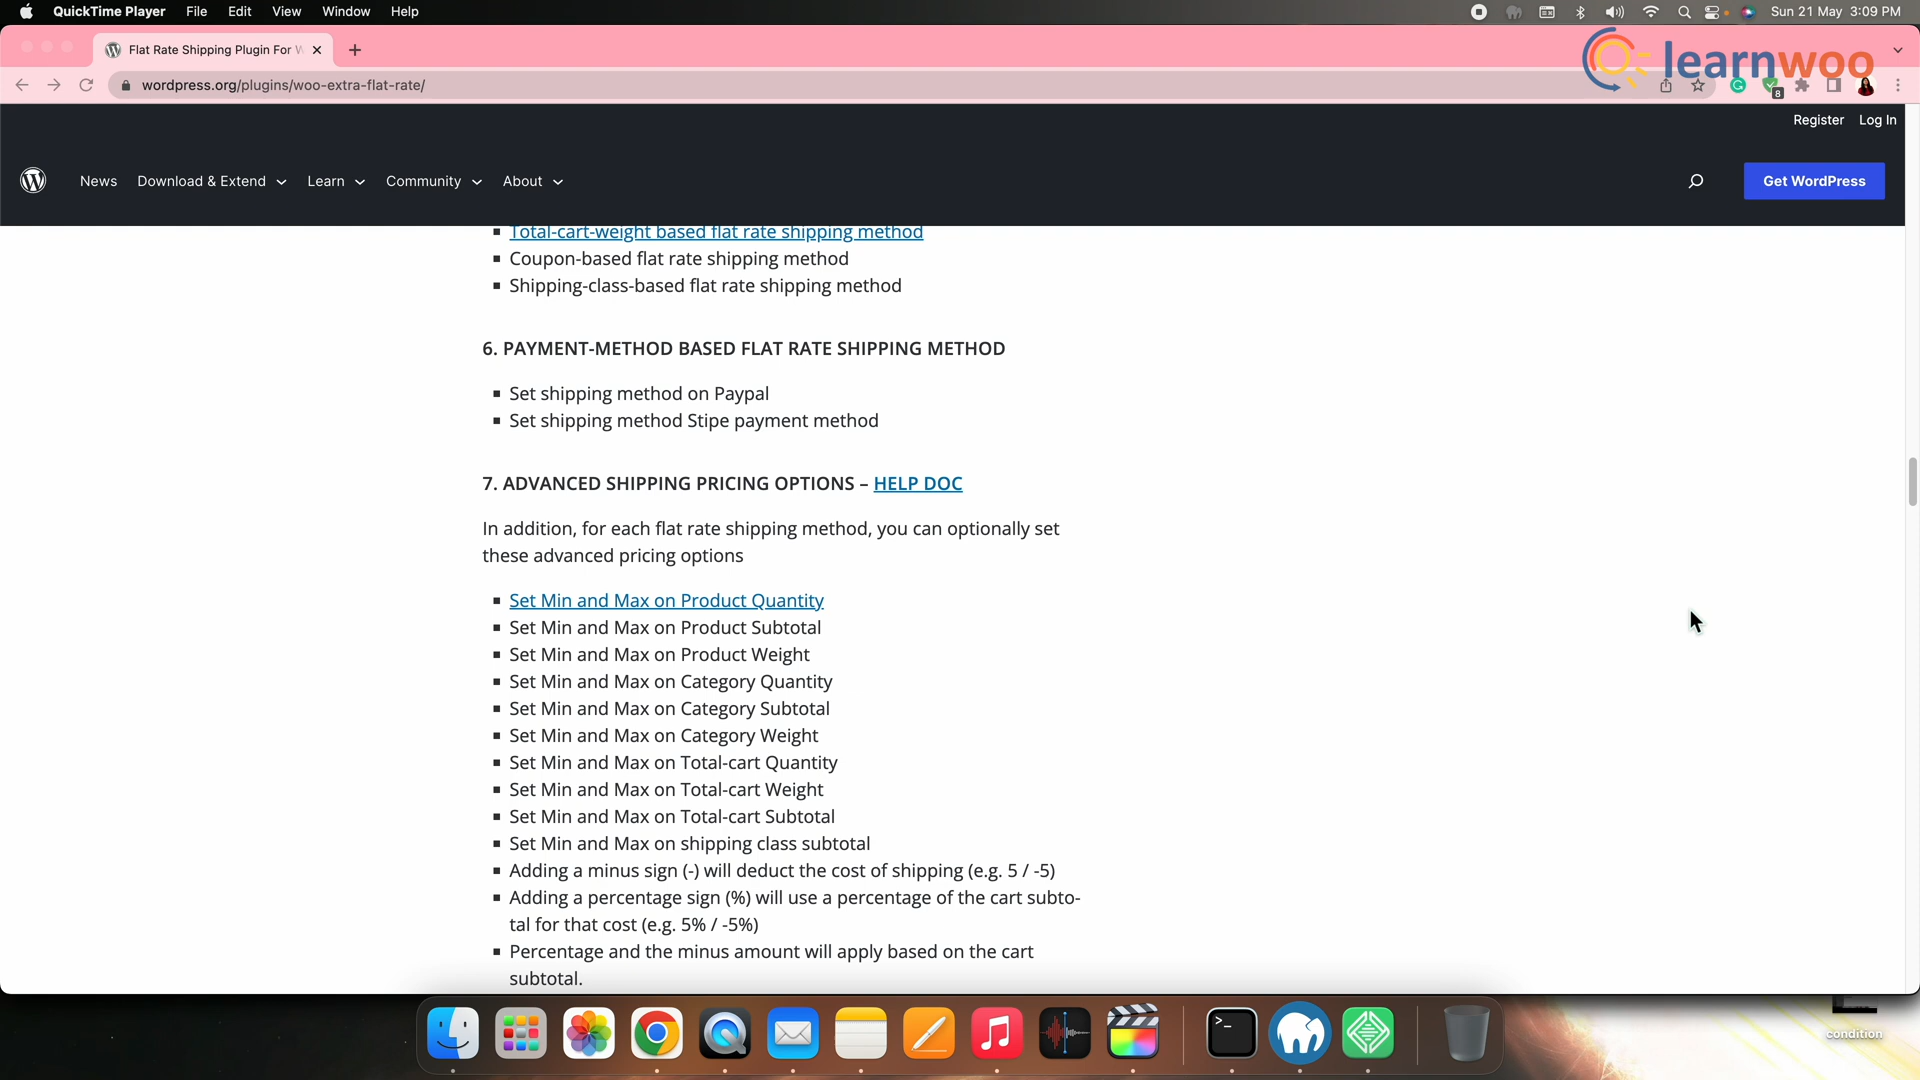 QuickTime Player File Edit View Window Help Sun 21 May 3:09 PM
Flat Rate Shipping Plugin For W
learnwoo
wordpress.org/plugins/woo-extra-flat-rate/
8
Register Log In
News Download & Extend Learn Community About Get WordPress
Total-cart-weight based flat rate shipping method
Coupon-based flat rate shipping method
Shipping-class-based flat rate shipping method
6. PAYMENT-METHOD BASED FLAT RATE SHIPPING METHOD
Set shipping method on Paypal
Set shipping method Stipe payment method
7. ADVANCED SHIPPING PRICING OPTIONS – HELP DOC
In addition, for each flat rate shipping method, you can optionally set
these advanced pricing options
Set Min and Max on Product Quantity
Set Min and Max on Product Subtotal
Set Min and Max on Product Weight
Set Min and Max on Category Quantity
Set Min and Max on Category Subtotal
Set Min and Max on Category Weight
Set Min and Max on Total-cart Quantity
Set Min and Max on Total-cart Weight
Set Min and Max on Total-cart Subtotal
Set Min and Max on shipping class subtotal
Adding a minus sign (-) will deduct the cost of shipping (e.g. 5 / -5)
Adding a percentage sign (%) will use a percentage of the cart subto-
tal for that cost (e.g. 5% / -5%)
Percentage and the minus amount will apply based on the cart
subtotal.
condition